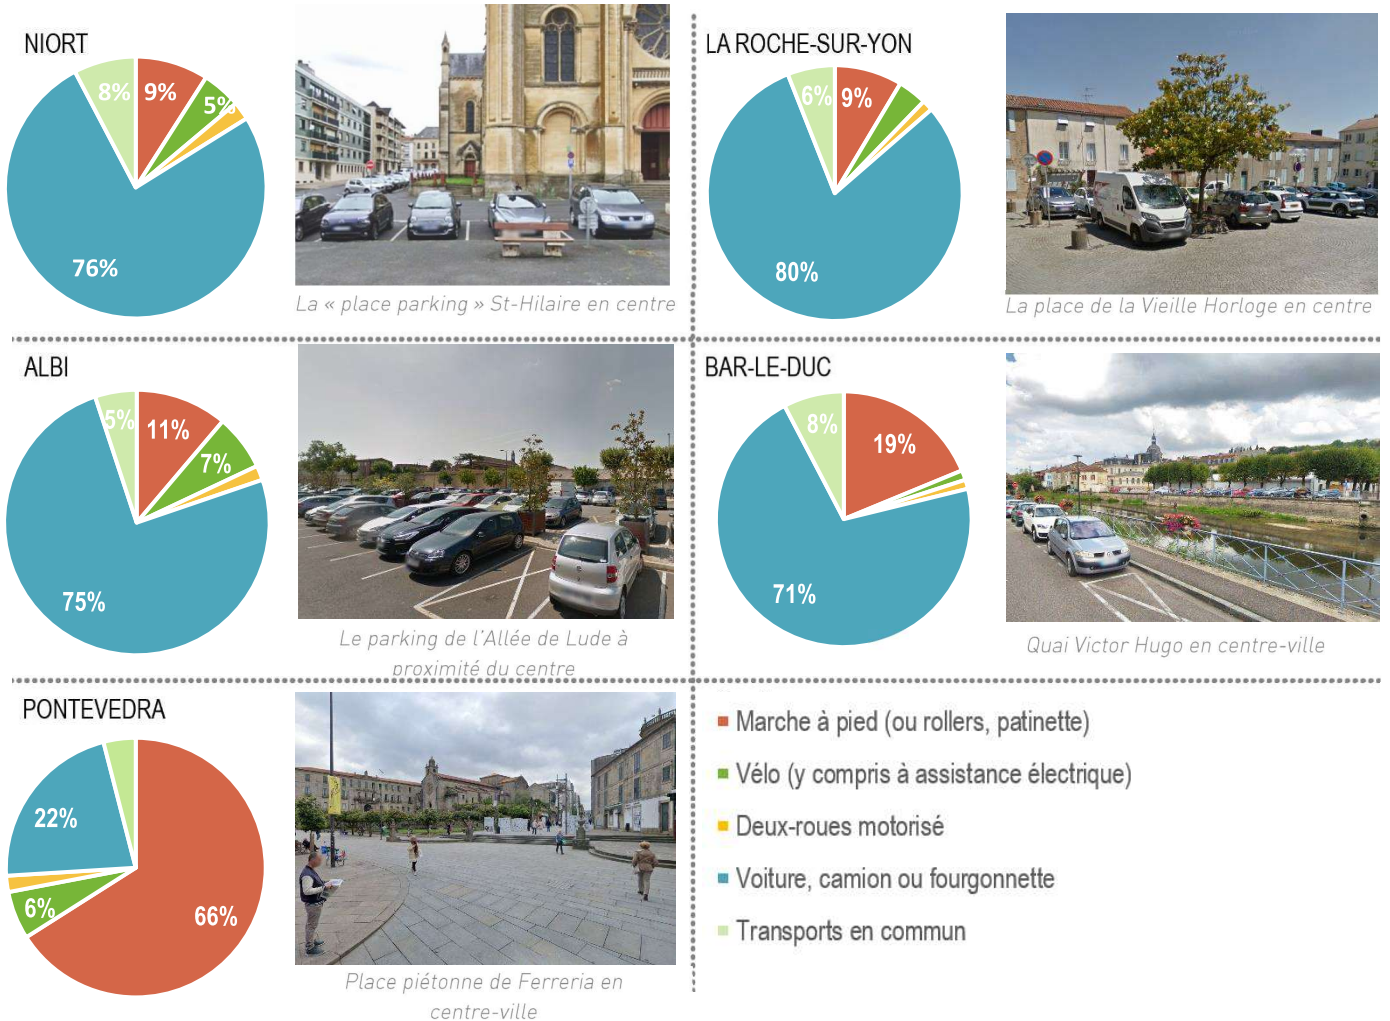 NIORT
8%
9%
5%
76%
La « place parking » St-Hilaire en centre
LA ROCHE-SUR-YON
6%
9%
80%
La place de la Vieille Horloge en centre
ALBI
5%
11%
7%
75%
Le parking de l'Allée de Lude à
proximité du centre
BAR-LE-DUC
8%
19%
71%
Quai Victor Hugo en centre-ville
PONTEVEDRA
22%
6%
66%
Place piétonne de Ferreria en
centre-ville
Marche à pied (ou rollers, patinette)
Vélo (y compris à assistance électrique)
Deux-roues motorisé
Voiture, camion ou fourgonnette
Transports en commun